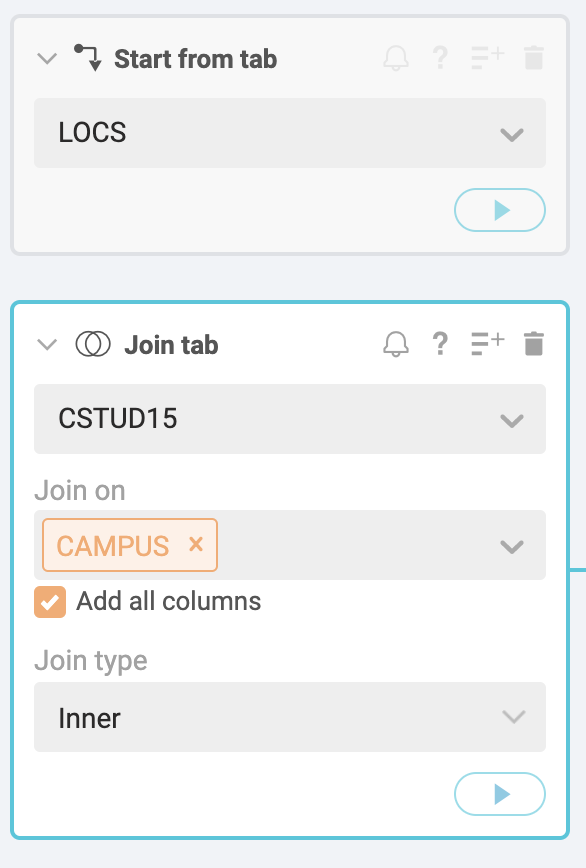 Start from tab
?
LOCS
Join tab
?
CSTUD15
Join on
CAMPUS ×
Add all columns
Join type
Inner